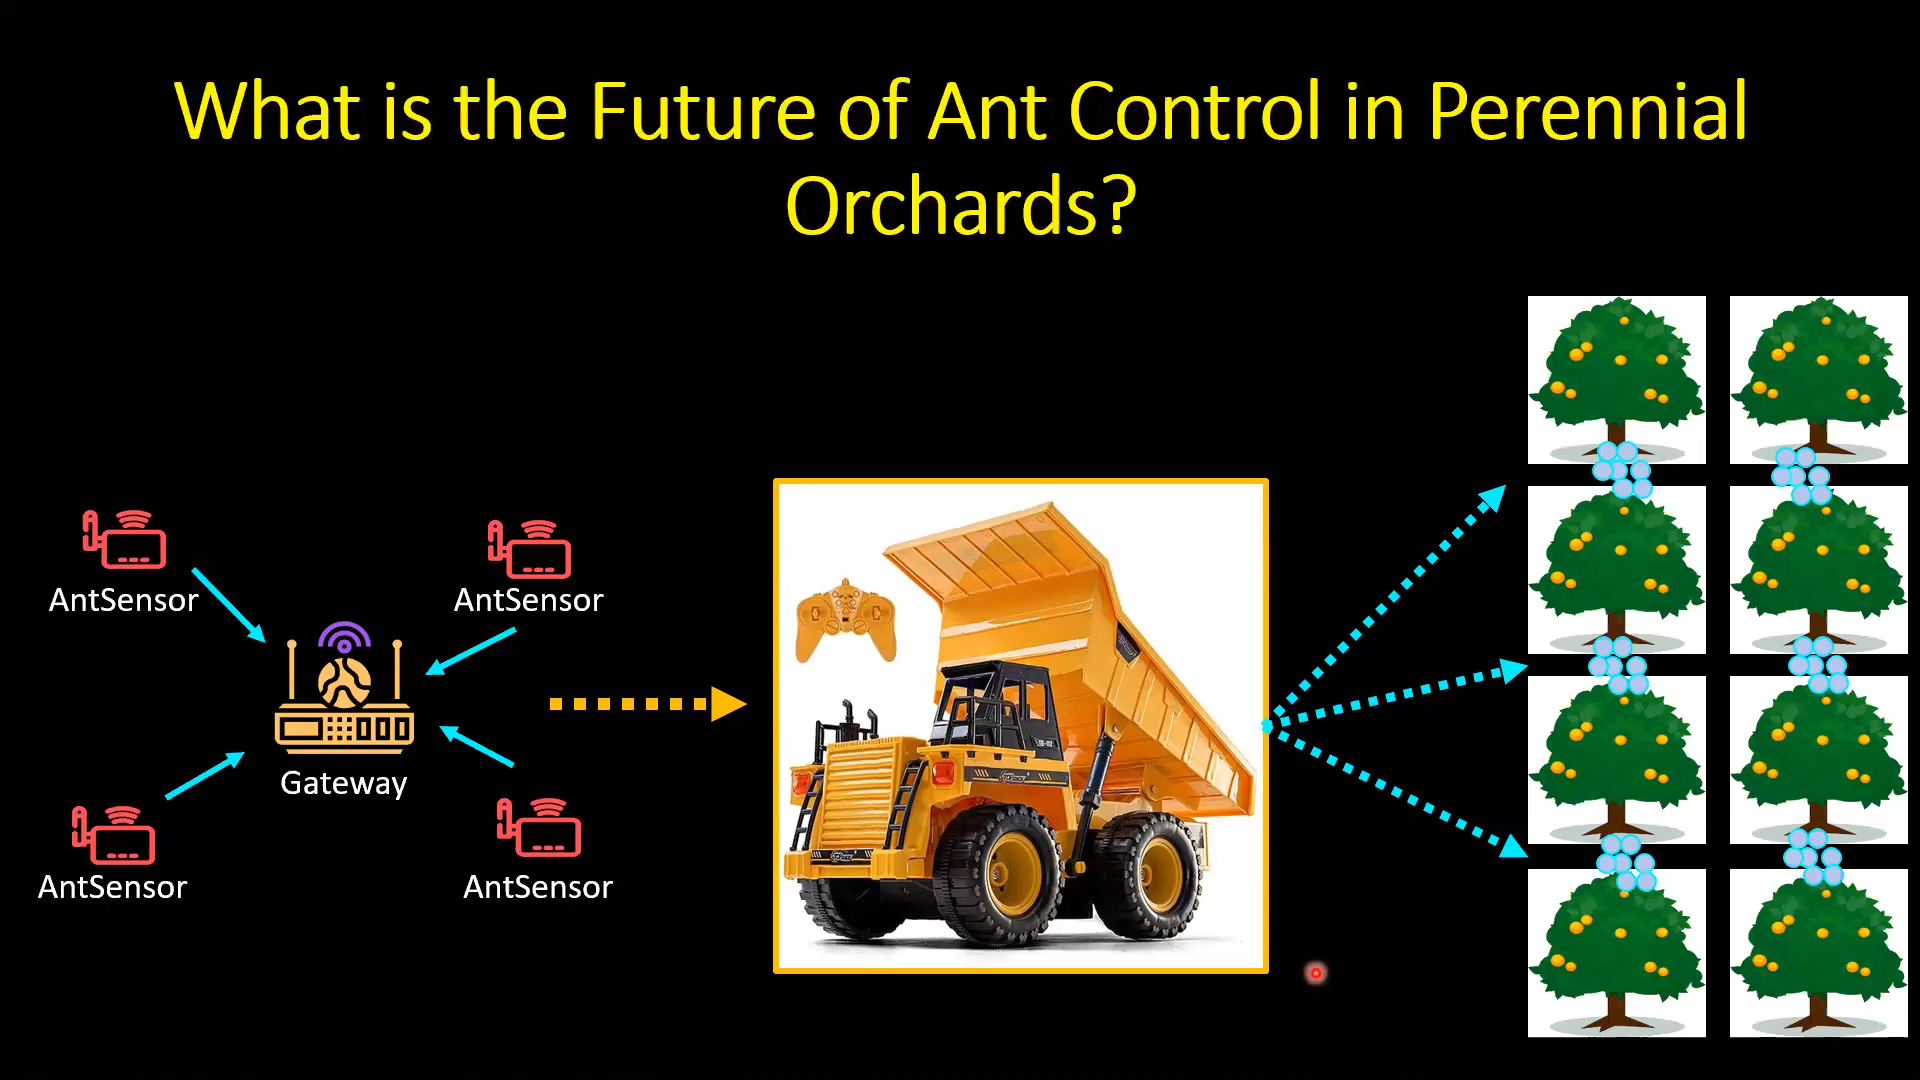 What is the Future of Ant Control in Perennial
Orchards?
AntSensor
AntSensor
Gateway
AntSensor
AntSensor